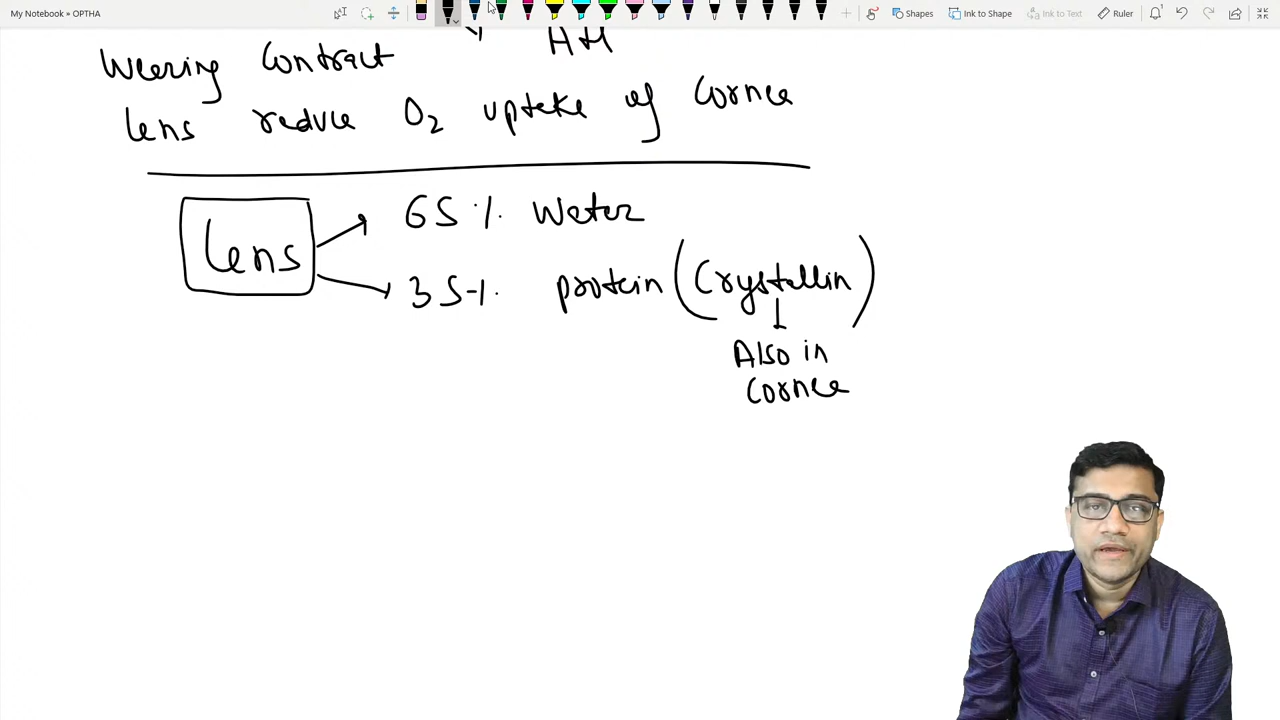 My Notebook » OPTHA
Shapes
Ink to Shape
Ink to Text
Ruler
AH
Wearing Contract
lens reduce O2 uptake of Cornea
Lens
65 % Water
35 % protein (Crystallin)
Also in
Cornea